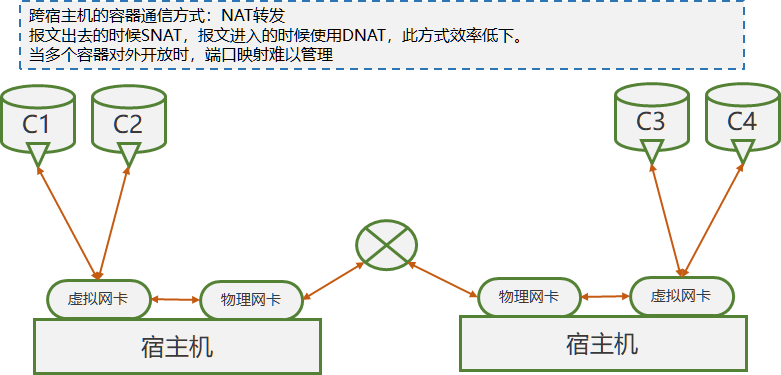 跨宿主机的容器通信方式：NAT转发
报文出去的时候SNAT，报文进入的时候使用DNAT，此方式效率低下。
当多个容器对外开放时，端口映射难以管理
C1
C2
C3
C4
虚拟网卡
物理网卡
物理网卡
虚拟网卡
宿主机
宿主机